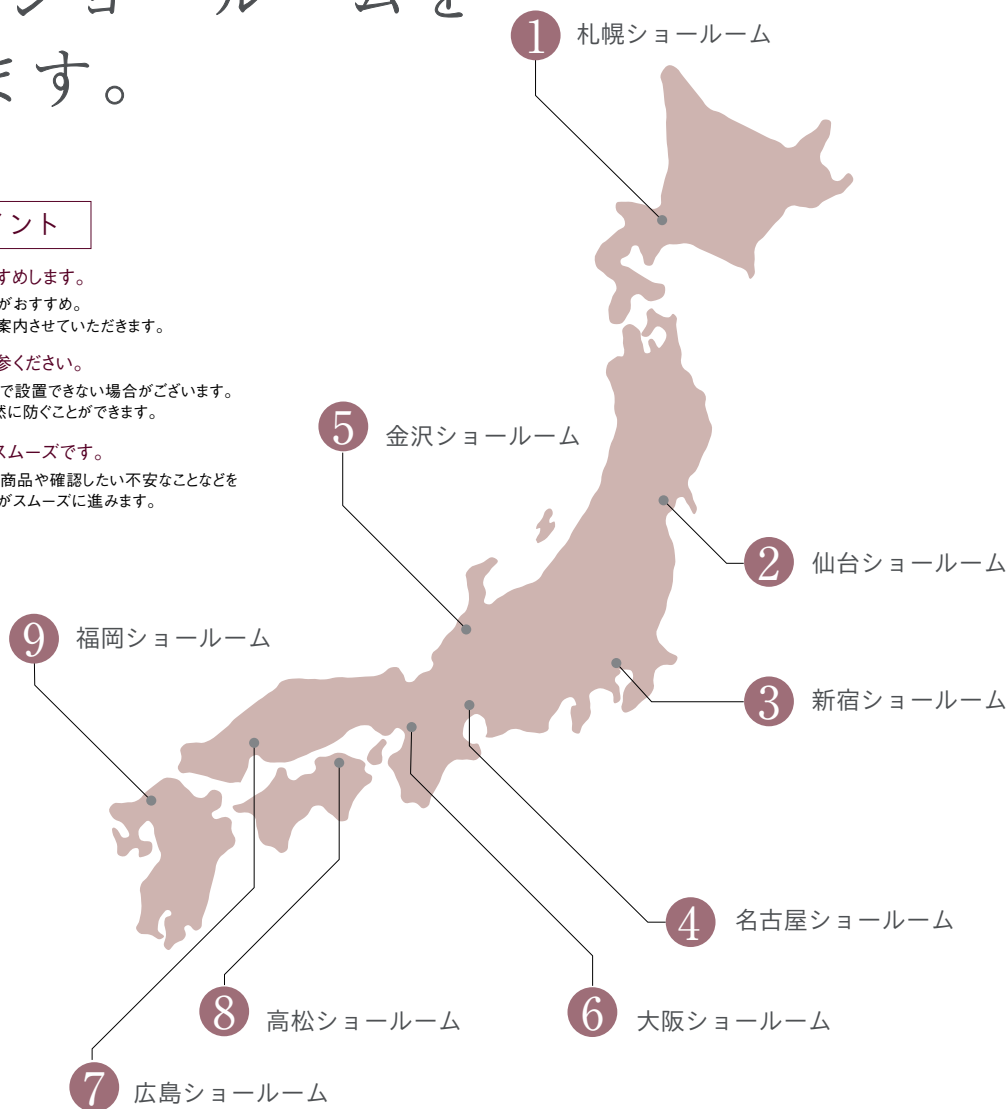 ショールームを
ます。
イント
すめします。
がおすすめ。
案内させていただきます。
参ください。
で設置できない場合がございます。
然に防ぐことができます。
スムーズです。
商品や確認したい不安なことなどを
がスムーズに進みます。
1 札幌ショールーム
5 金沢ショールーム
2 仙台ショールーム
9 福岡ショールーム
3 新宿ショールーム
4 名古屋ショールーム
8 高松ショールーム
6 大阪ショールーム
7 広島ショールーム